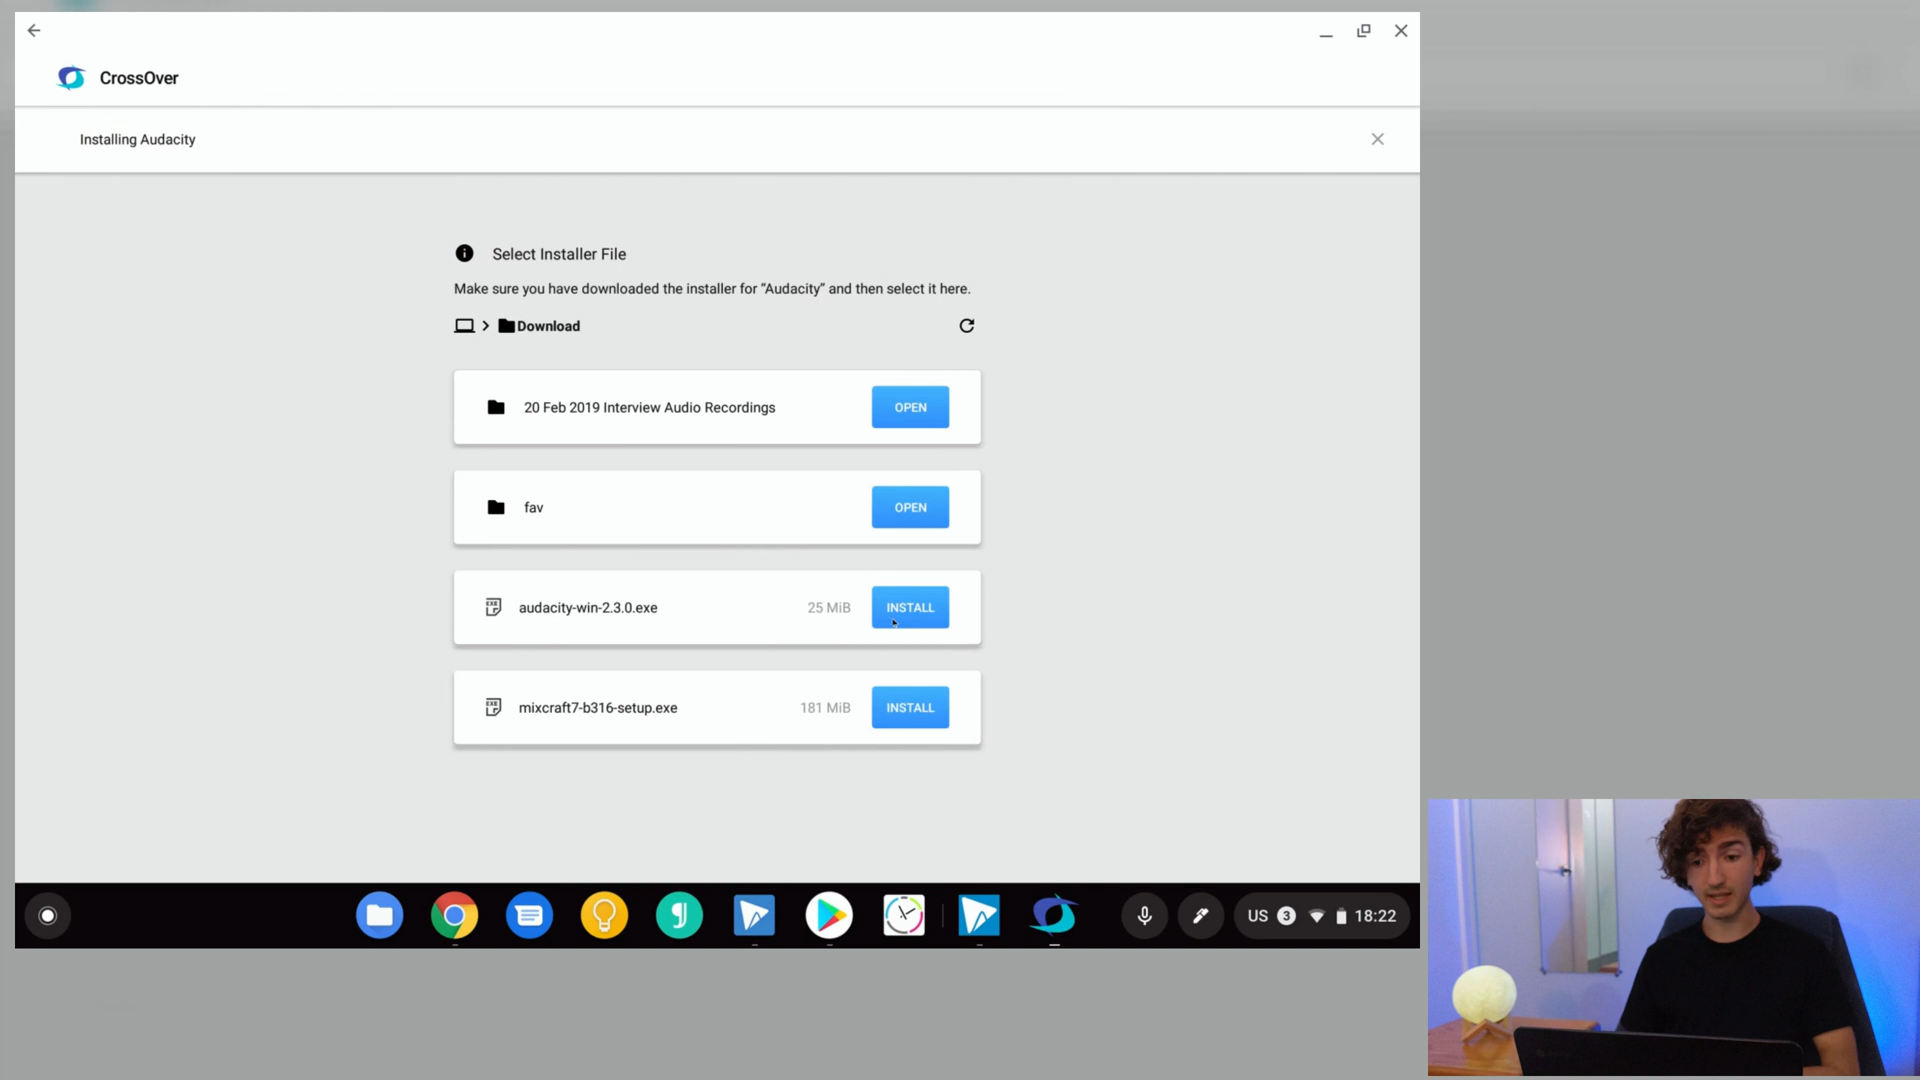 CrossOver
Installing Audacity
Select Installer File
Make sure you have downloaded the installer for “Audacity” and then select it here.
Download
20 Feb 2019 Interview Audio Recordings
OPEN
fav
OPEN
audacity-win-2.3.0.exe
25 MiB
INSTALL
mixcraft7-b316-setup.exe
181 MiB
INSTALL
US 3 18:22